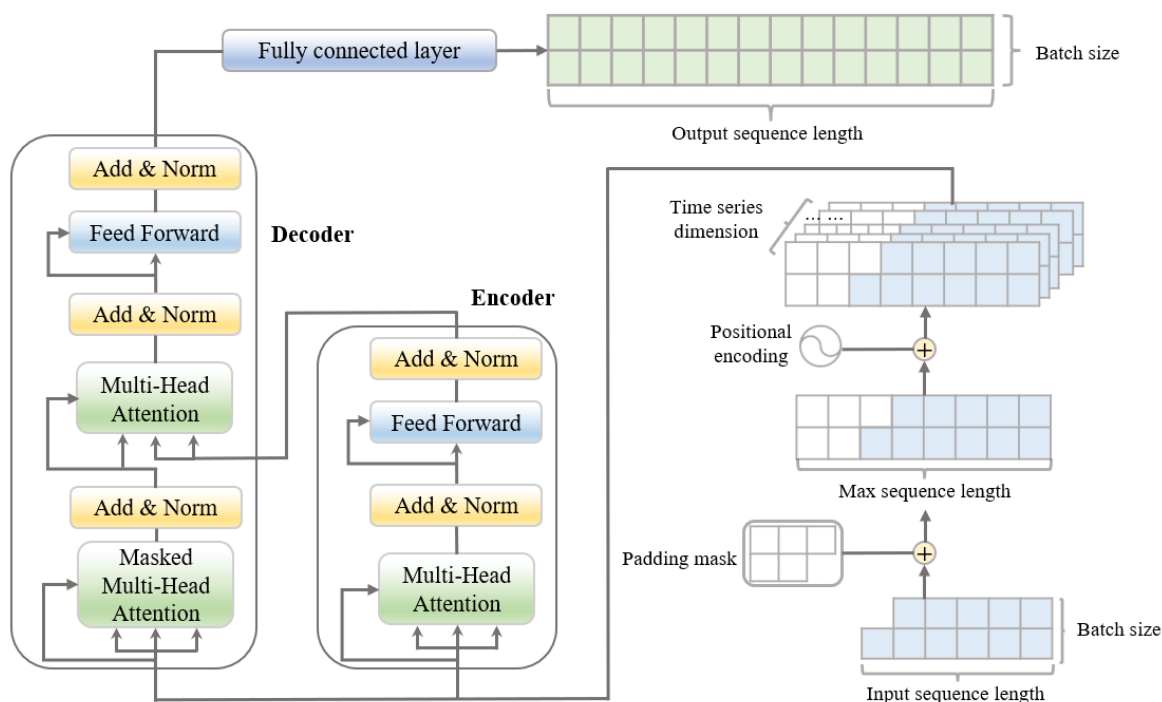 Fully connected layer
Batch size
Output sequence length
Add & Norm
Feed Forward
Decoder
Add & Norm
Multi-Head
Attention
Add & Norm
Masked
Multi-Head
Attention
Encoder
Add & Norm
Feed Forward
Add & Norm
Multi-Head
Attention
Time series
dimension
... ...
Positional
encoding
+
Max sequence length
Padding mask
+
Batch size
Input sequence length